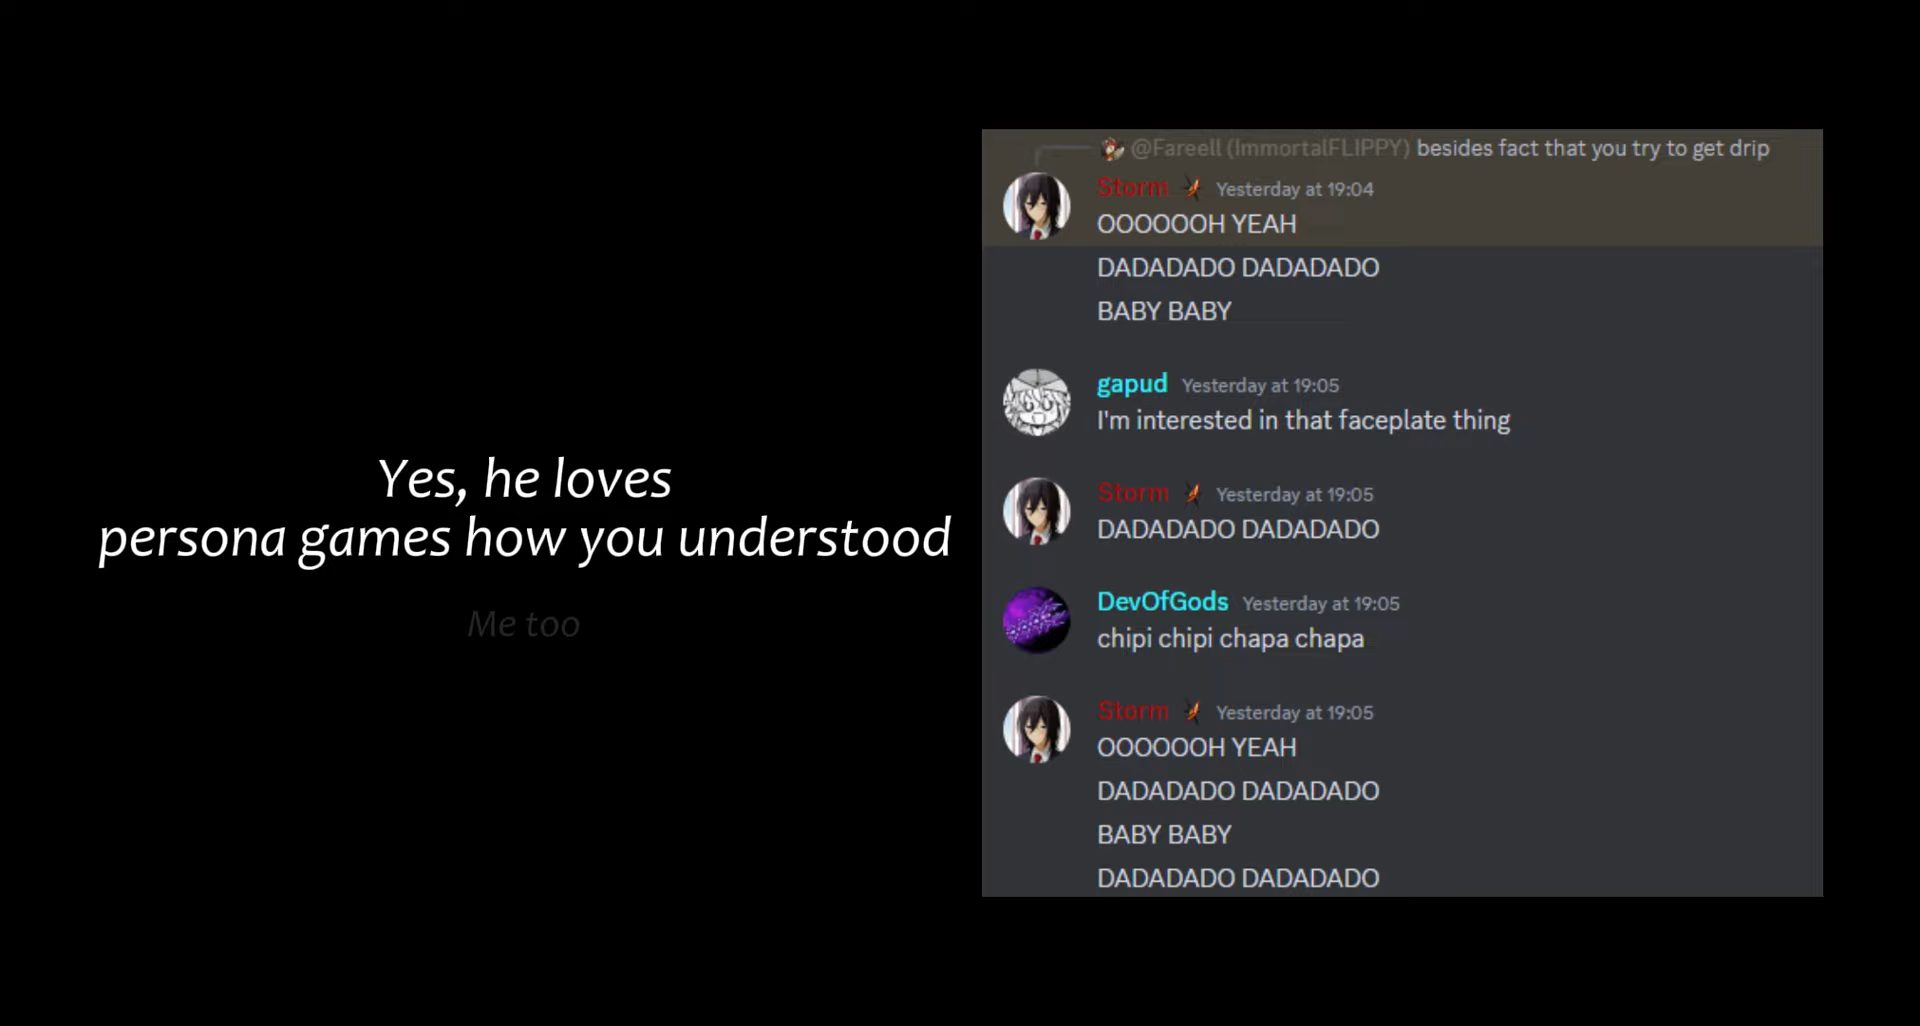 Yes, he loves
persona games how you understood
Me too
@Fareell (ImmortalFLIPPY) besides fact that you try to get drip
Storm Yesterday at 19:04
OOOOOOH YEAH
DADADADO DADADADO
BABY BABY
gapud Yesterday at 19:05
I'm interested in that faceplate thing
Storm Yesterday at 19:05
DADADADO DADADADO
DevOfGods Yesterday at 19:05
chipi chipi chapa chapa
Storm Yesterday at 19:05
OOOOOOH YEAH
DADADADO DADADADO
BABY BABY
DADADADO DADADADO